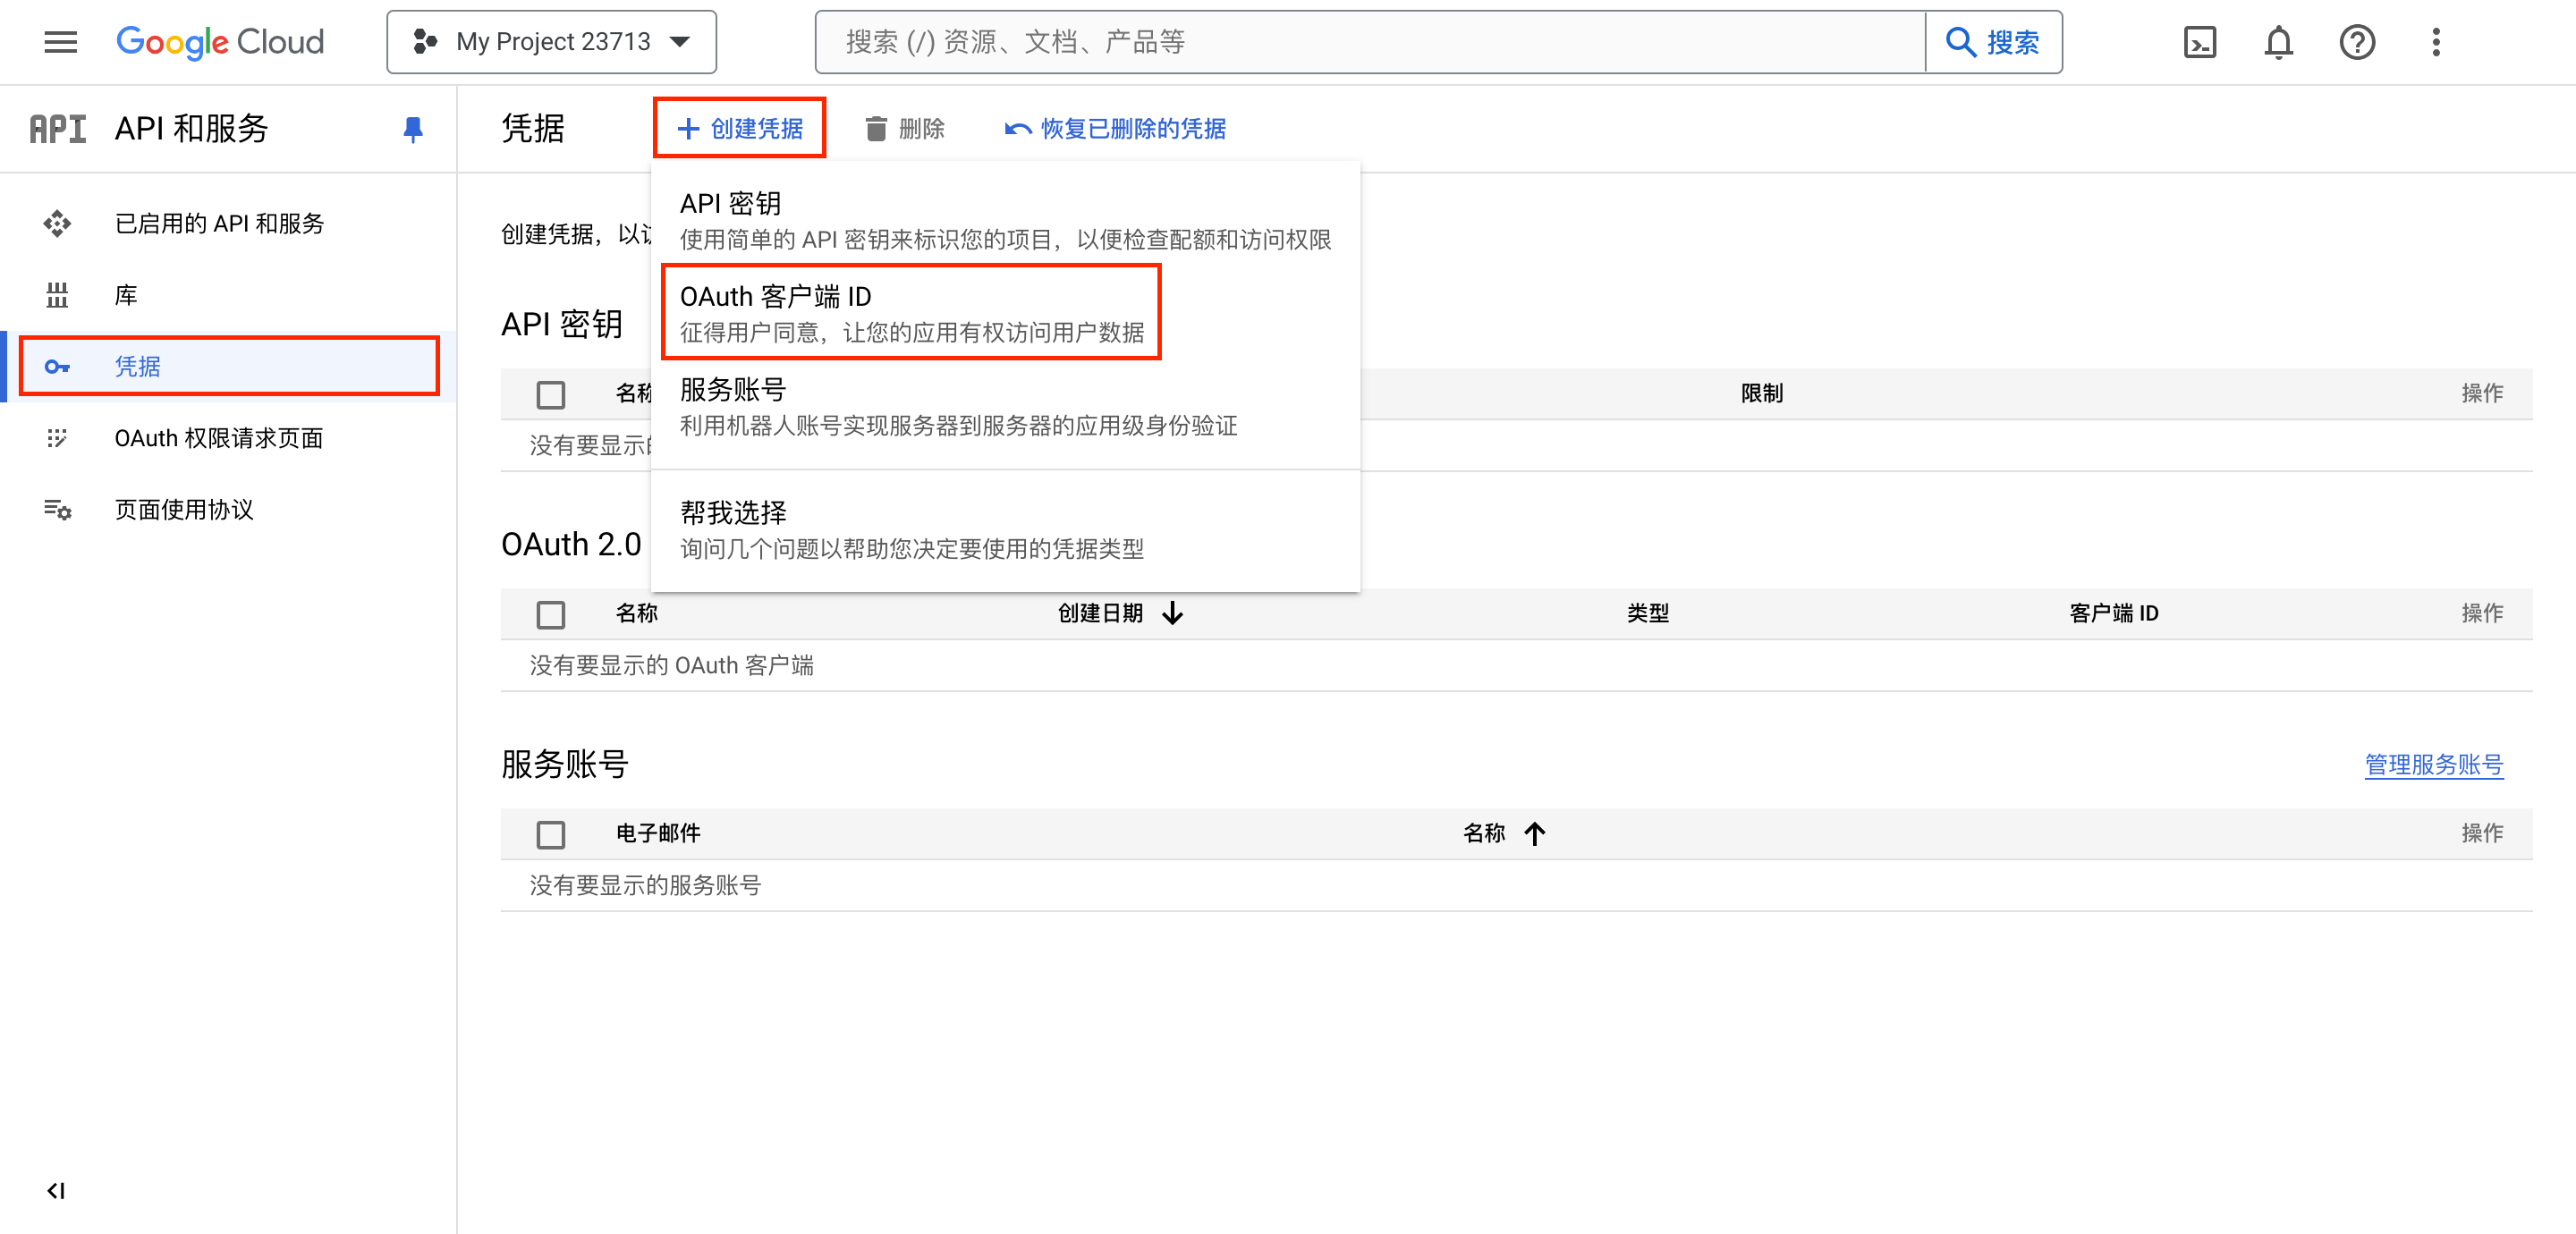 Google Cloud
My Project 23713
搜索 (/) 资源、文档、产品等
搜索
API
API 和服务
已启用的 API 和服务
库
凭据
OAuth 权限请求页面
页面使用协议
凭据
创建凭据
删除
恢复已删除的凭据
API 密钥
使用简单的 API 密钥来标识您的项目，以便检查配额和访问权限
OAuth 客户端 ID
征得用户同意，让您的应用有权访问用户数据
服务账号
利用机器人账号实现服务器到服务器的应用级身份验证
帮我选择
询问几个问题以帮助您决定要使用的凭据类型
创建凭据，以
API 密钥
名称 限制 操作
没有要显示
OAuth 2.0
名称 创建日期 类型 客户端 ID 操作
没有要显示的 OAuth 客户端
服务账号 管理服务账号
电子邮件 名称 操作
没有要显示的服务账号